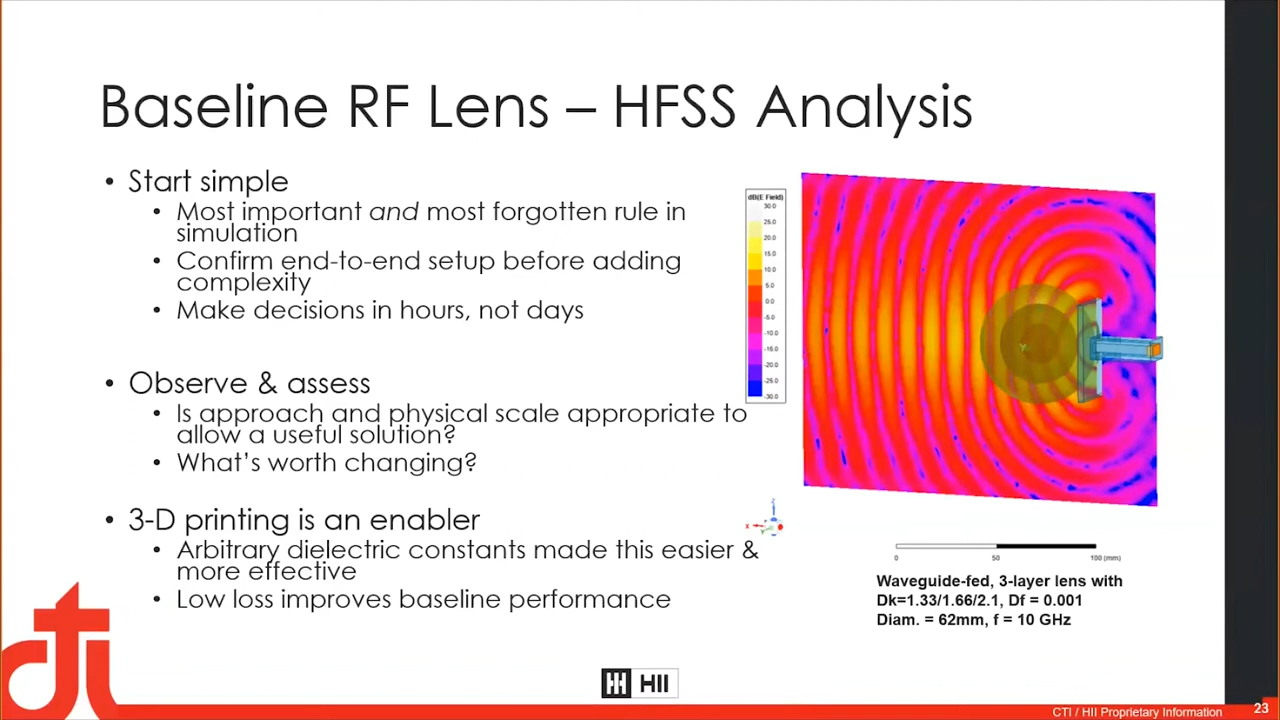 Baseline RF Lens – HFSS Analysis
• Start simple
• Most important and most forgotten rule in
simulation
• Confirm end-to-end setup before adding
complexity
• Make decisions in hours, not days
• Observe & assess
• Is approach and physical scale appropriate to
allow a useful solution?
• What's worth changing?
• 3-D printing is an enabler
• Arbitrary dielectric constants made this easier &
more effective
• Low loss improves baseline performance
dB(E Field)
30.0
25.0
20.0
15.0
10.0
5.0
0.0
-5.0
-10.0
-15.0
-20.0
-25.0
-30.0
Z
X
Y
0 50 100 (mm)
Waveguide-fed, 3-layer lens with
Dk=1.33/1.66/2.1, Df = 0.001
Diam. = 62mm, f = 10 GHz
cti
HII
CTI / HII Proprietary Information
23